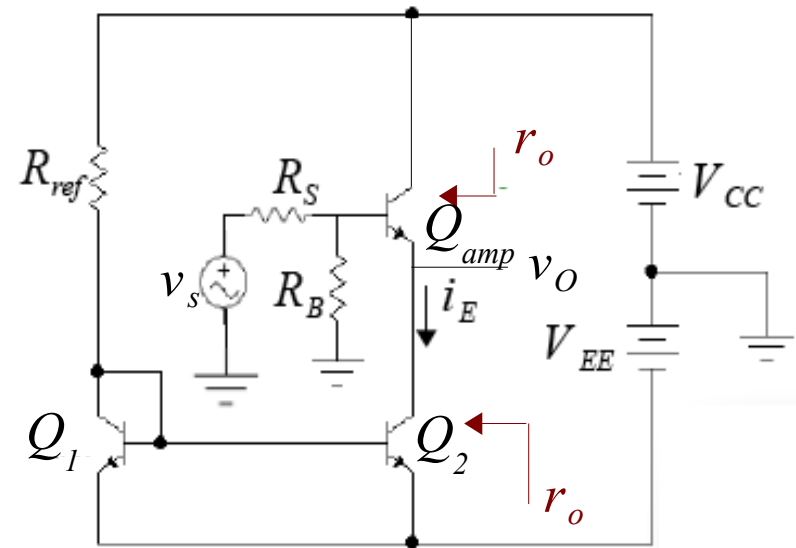 r_o
R_ref
R_S
V_CC
Q_amp
v_s
+
R_B
v_O
i_E
V_EE
Q_1
Q_2
r_o